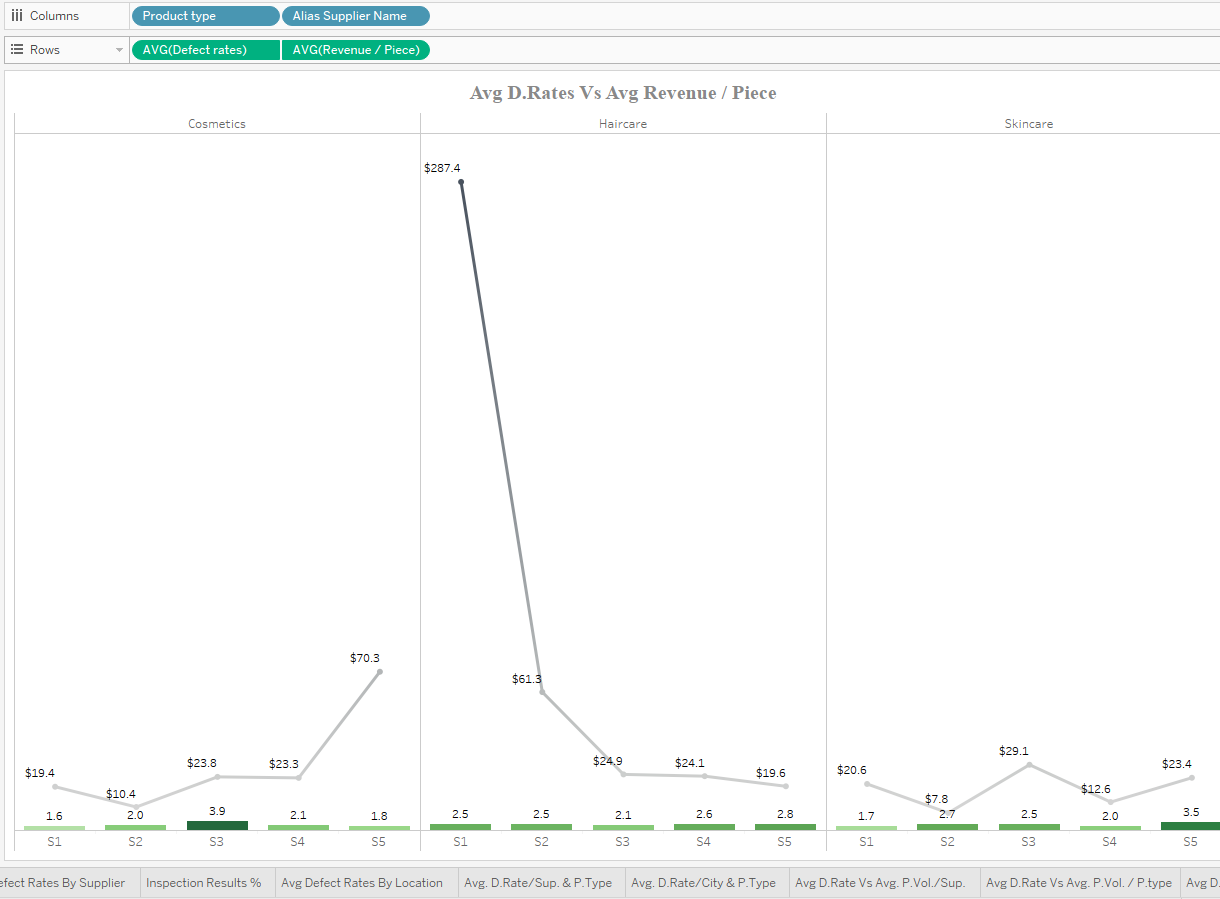 Columns Product type Alias Supplier Name
Rows AVG(Defect rates) AVG(Revenue / Piece)
Avg D.Rates Vs Avg Revenue / Piece
Cosmetics Haircare Skincare
$287.4
$70.3
$61.3
$19.4 $10.4 $23.8 $23.3 $24.9 $24.1 $19.6 $20.6 $7.8 $29.1 $12.6 $23.4
1.6 2.0 3.9 2.1 1.8 2.5 2.5 2.1 2.6 2.8 1.7 2.7 2.5 2.0 3.5
S1 S2 S3 S4 S5 S1 S2 S3 S4 S5 S1 S2 S3 S4 S5
efect Rates By Supplier Inspection Results % Avg Defect Rates By Location Avg. D.Rate/Sup. & P.Type Avg. D.Rate/City & P.Type Avg D.Rate Vs Avg. P.Vol./Sup. Avg D.Rate Vs Avg. P.Vol. / P.type Avg D.